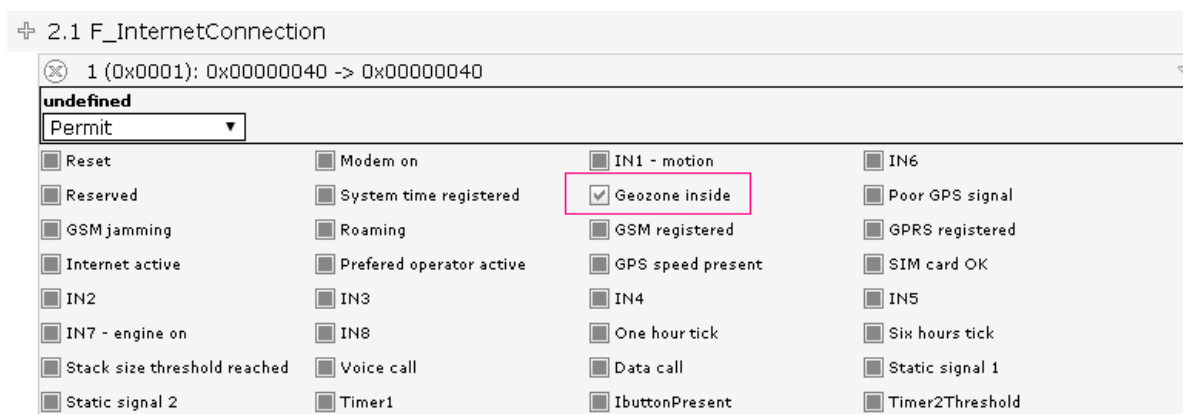 2.1 F_InternetConnection
1 (0x0001): 0x00000040 -> 0x00000040
undefined
Permit
Reset Modem on IN1 - motion IN6
Reserved System time registered Geozone inside Poor GPS signal
GSM jamming Roaming GSM registered GPRS registered
Internet active Prefered operator active GPS speed present SIM card OK
IN2 IN3 IN4 IN5
IN7 - engine on IN8 One hour tick Six hours tick
Stack size threshold reached Voice call Data call Static signal 1
Static signal 2 Timer1 IbuttonPresent Timer2Threshold